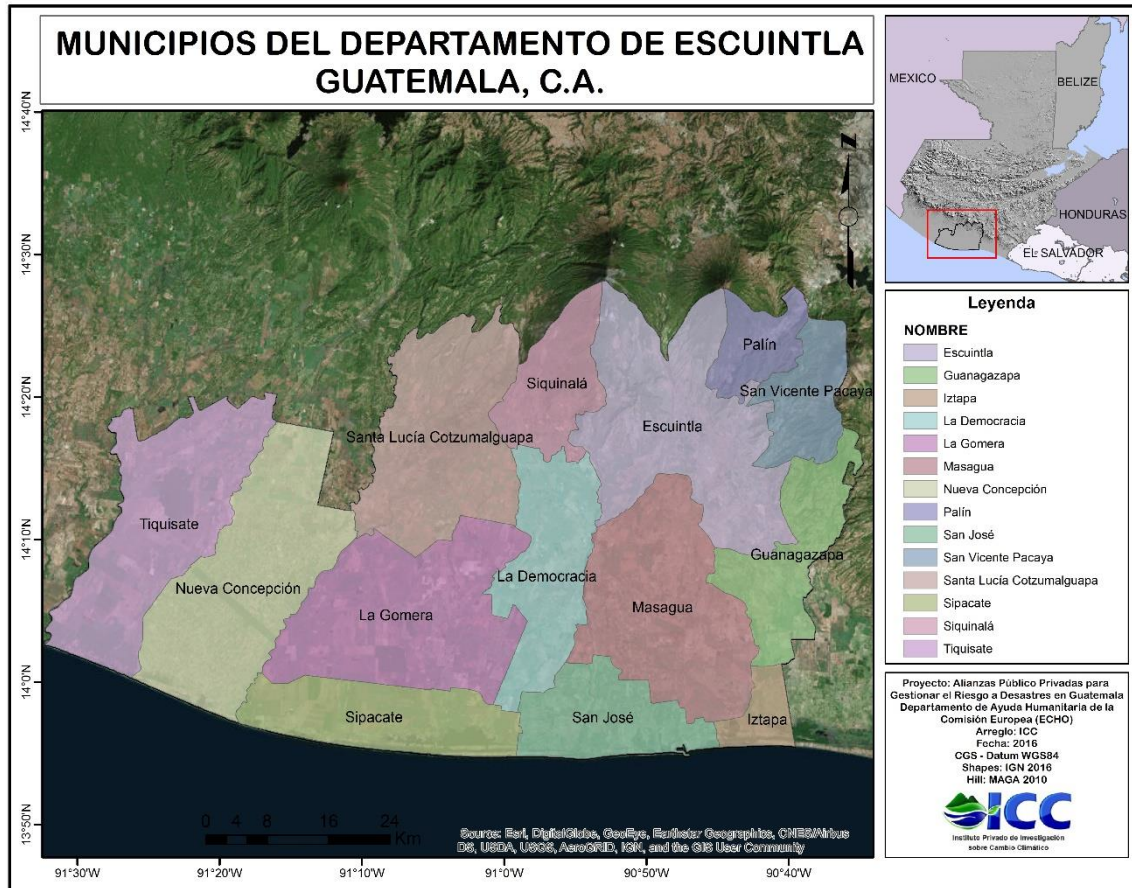 MUNICIPIOS DEL DEPARTAMENTO DE ESCUINTLA
GUATEMALA, C.A.
MEXICO
BELIZE
HONDURAS
EL SALVADOR
14°40'N
14°30'N
14°20'N
14°10'N
14°0'N
13°50'N
N
Palín
Siquinalá
San Vicente Pacaya
Escuintla
Santa Lucía Cotzumalguapa
Tiquisate
Guanagazapa
La Democracia
Nueva Concepción
Masagua
La Gomera
Sipacate
San José
Iztapa
0 4 8 16 24
Km
Source: Esri, DigitalGlobe, GeoEye, Earthstar Geographics, CNES/Airbus
DS, USDA, USGS, AeroGRID, IGN, and the GIS User Community
91°30'W 91°20'W 91°10'W 91°0'W 90°50'W 90°40'W
Leyenda
NOMBRE
Escuintla
Guanagazapa
Iztapa
La Democracia
La Gomera
Masagua
Nueva Concepción
Palín
San José
San Vicente Pacaya
Santa Lucía Cotzumalguapa
Sipacate
Siquinalá
Tiquisate
Proyecto: Alianzas Público Privadas para
Gestionar el Riesgo a Desastres en Guatemala
Departamento de Ayuda Humanitaria de la
Comisión Europea (ECHO)
Arreglo: ICC
Fecha: 2016
CGS - Datum WGS84
Shapes: IGN 2016
Hill: MAGA 2010
ICC
Instituto Privado de Investigación
sobre Cambio Climático